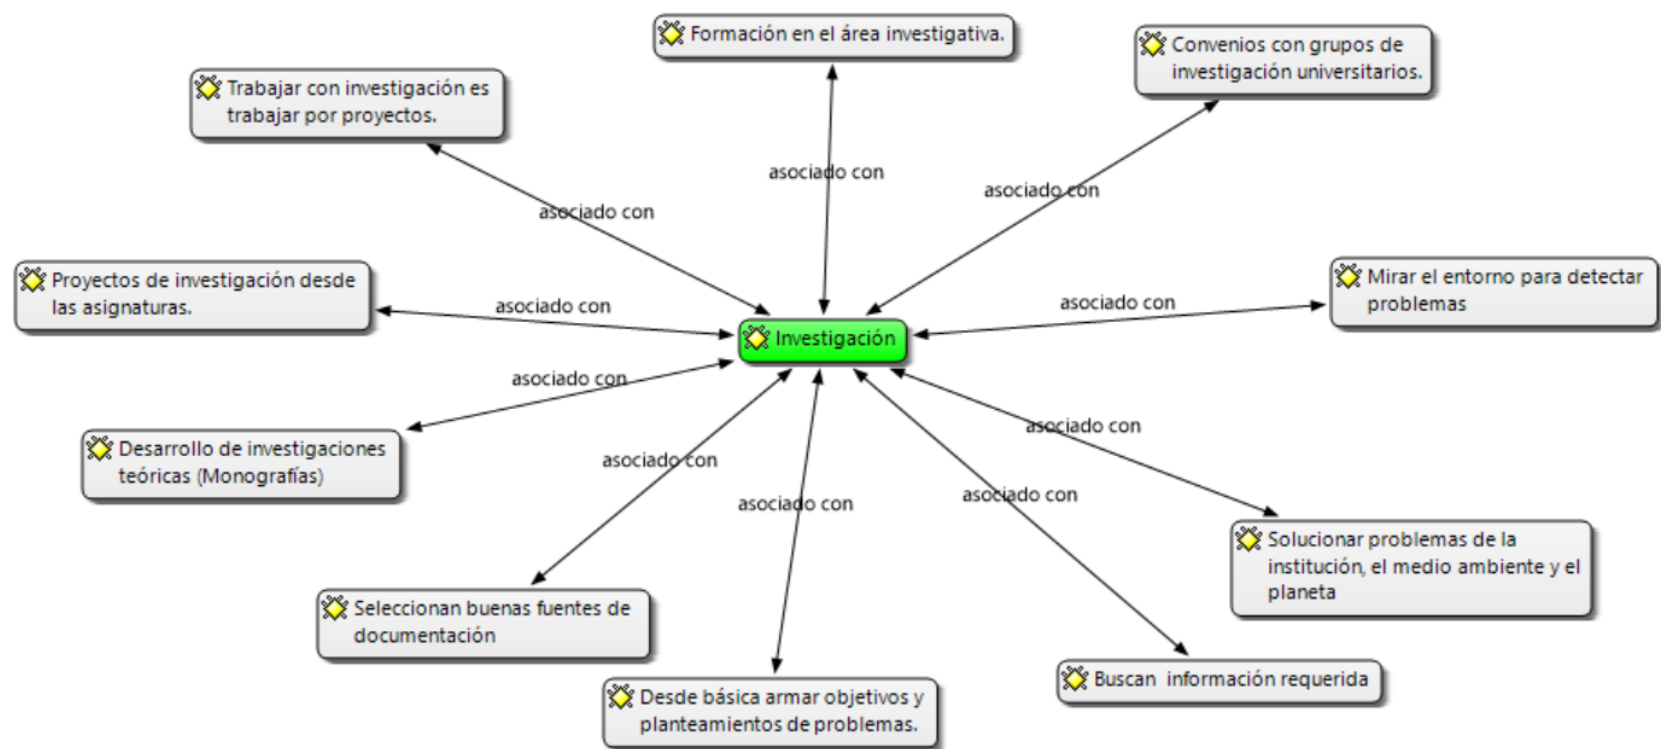 Formación en el área investigativa.
Convenios con grupos de
investigación universitarios.
Trabajar con investigación es
trabajar por proyectos.
asociado con
asociado con
asociado con
Proyectos de investigación desde
las asignaturas.
asociado con
asociado con
Mirar el entorno para detectar
problemas
Investigación
asociado con
Desarrollo de investigaciones
teóricas (Monografías)
asociado con
asociado con
asociado con
asociado con
Solucionar problemas de la
institución, el medio ambiente y el
planeta
Seleccionan buenas fuentes de
documentación
Desde básica armar objetivos y
planteamientos de problemas.
Buscan  información requerida